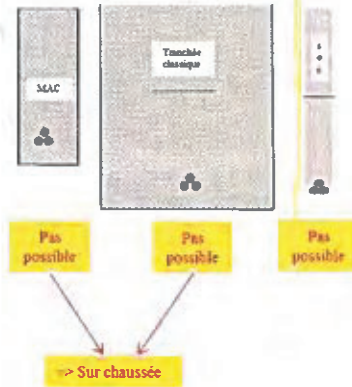 Tranchée
classique
MAC
Pas
possible
Pas
possible
Pas
possible
-> Sur chaussée